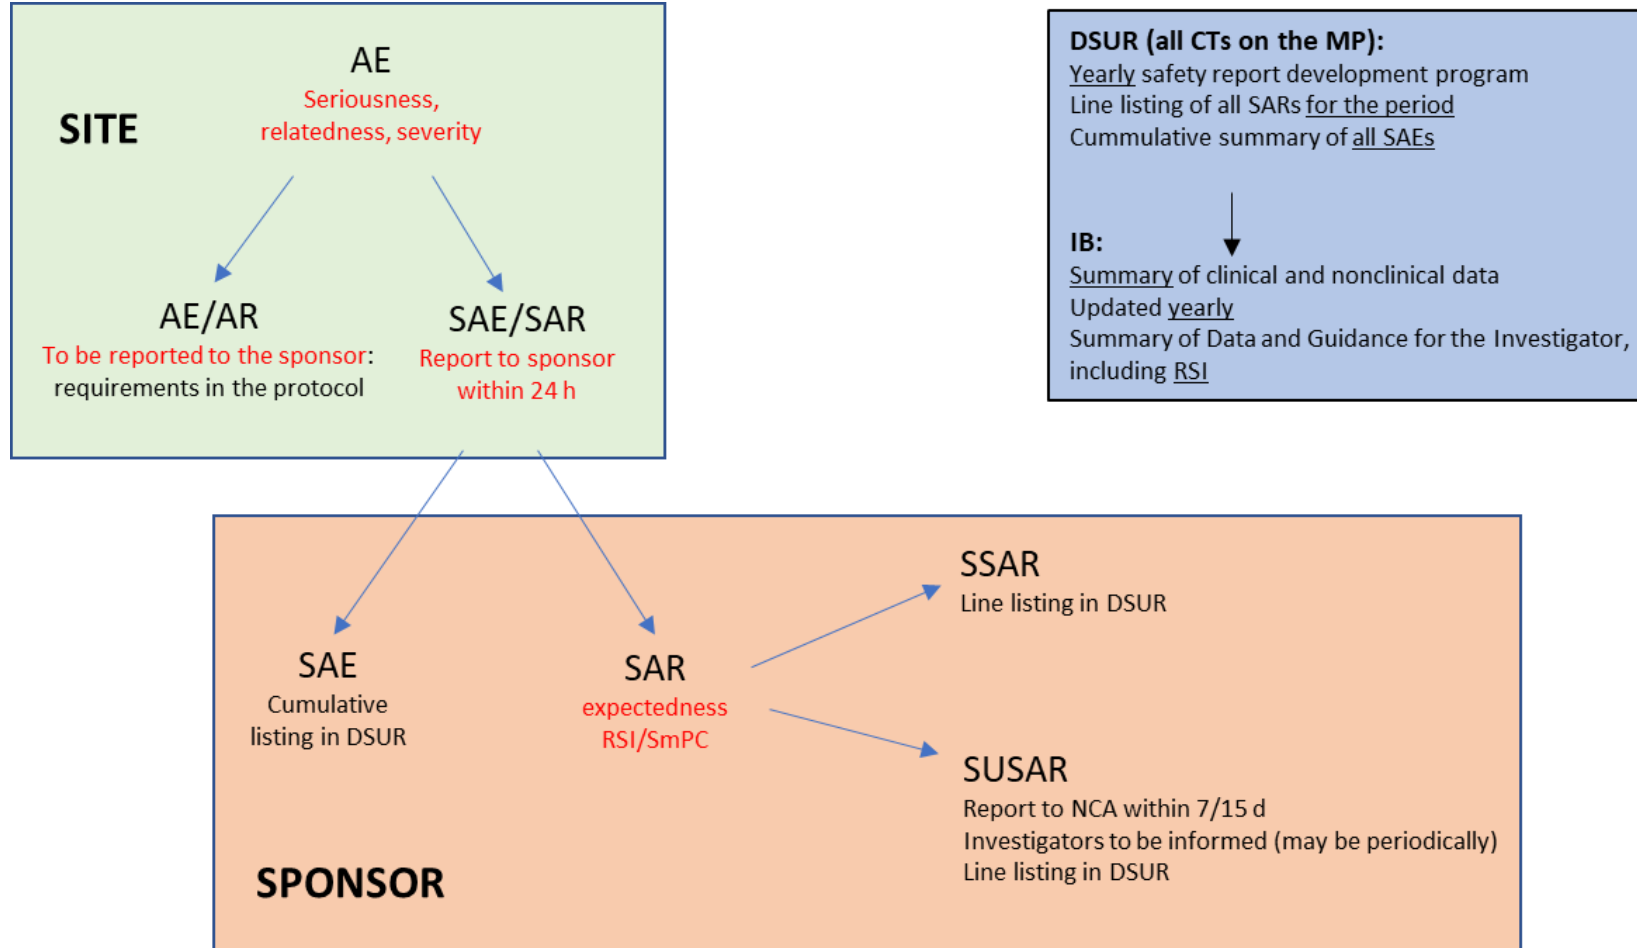 SITE
AE
Seriousness,
relatedness, severity
AE/AR
To be reported to the sponsor:
requirements in the protocol
SAE/SAR
Report to sponsor
within 24 h
DSUR (all CTs on the MP):
Yearly safety report development program
Line listing of all SARs for the period
Cummulative summary of all SAEs
IB:
Summary of clinical and nonclinical data
Updated yearly
Summary of Data and Guidance for the Investigator,
including RSI
SAE
Cumulative
listing in DSUR
SAR
expectedness
RSI/SmPC
SSAR
Line listing in DSUR
SUSAR
Report to NCA within 7/15 d
Investigators to be informed (may be periodically)
Line listing in DSUR
SPONSOR